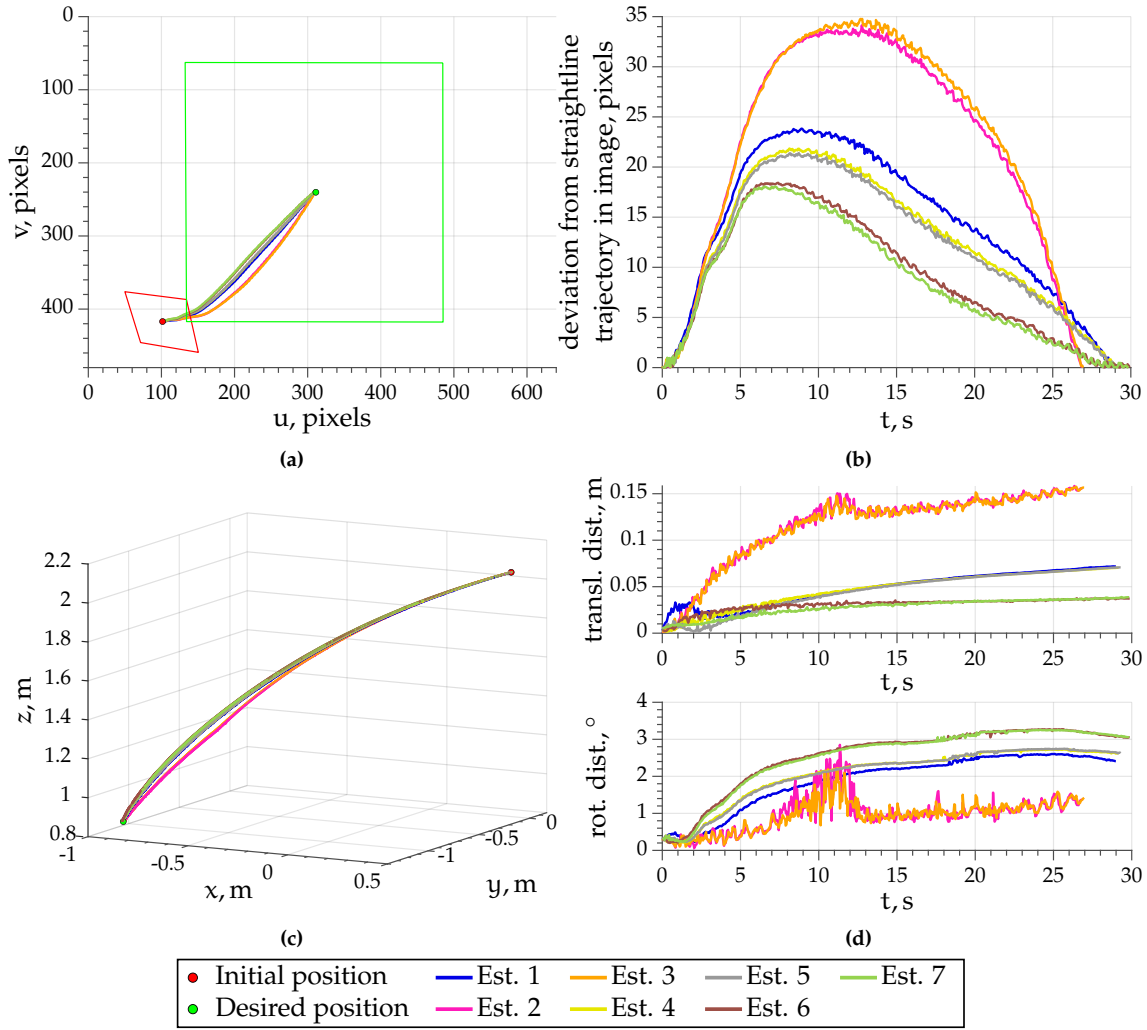 0
100
200
300
400
v, pixels
0 100 200 300 400 500 600
u, pixels
(a)
35
30
25
20
15
10
5
0
deviation from straightline
trajectory in image, pixels
0 5 10 15 20 25 30
t, s
(b)
2.2
2
1.8
1.6
1.4
1.2
1
0.8
z, m
-1 -0.5 0 0.5
x, m
-1 -0.5 0
y, m
(c)
0.15
0.1
0.05
0
transl. dist., m
0 5 10 15 20 25 30
t, s
4
3
2
1
0
rot. dist., °
0 5 10 15 20 25 30
t, s
(d)
Initial position Est. 1 Est. 3 Est. 5 Est. 7
Desired position Est. 2 Est. 4 Est. 6